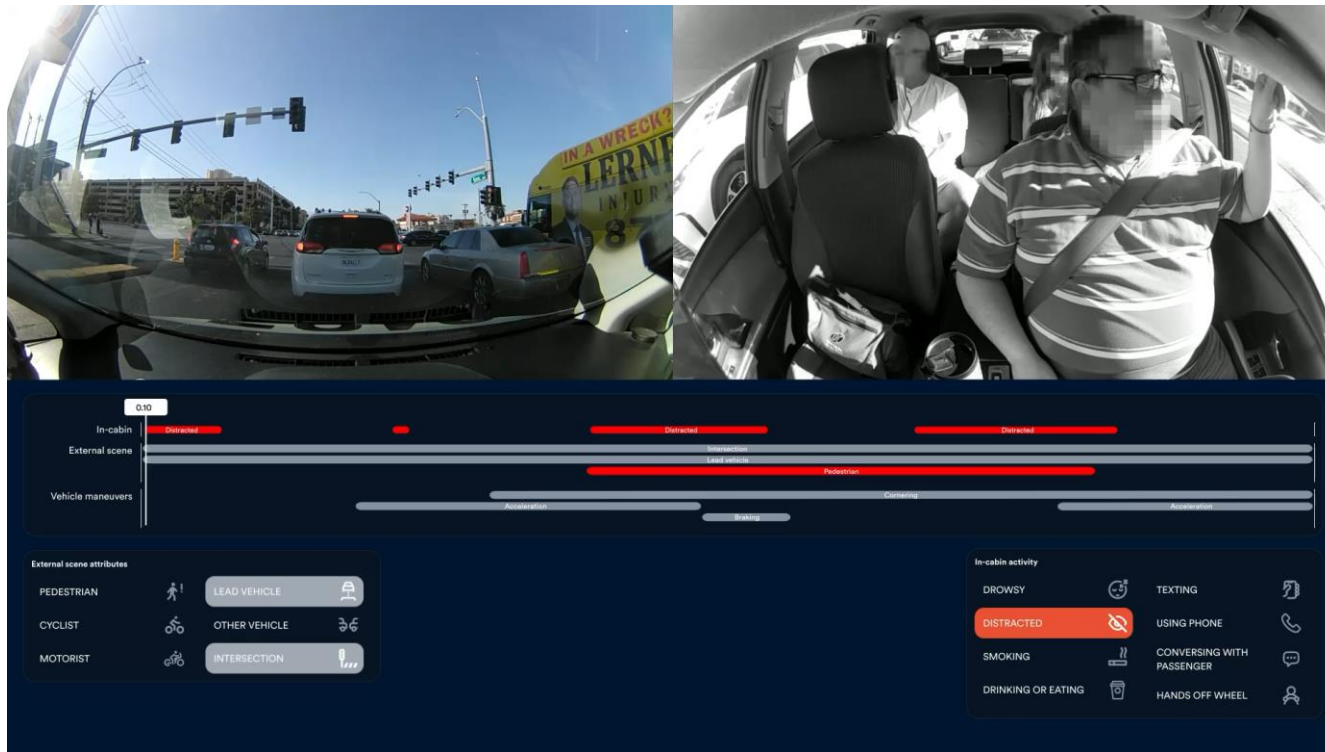 IN A WRECK?
LERNE
INJUR
8
0.10
In-cabin
Distracted
Distracted
Distracted
External scene
Intersection
Lead vehicle
Pedestrian
Vehicle maneuvers
Cornering
Acceleration
Acceleration
Braking
External scene attributes
PEDESTRIAN
LEAD VEHICLE
CYCLIST
OTHER VEHICLE
MOTORIST
INTERSECTION
In-cabin activity
DROWSY
TEXTING
DISTRACTED
USING PHONE
SMOKING
CONVERSING WITH
PASSENGER
DRINKING OR EATING
HANDS OFF WHEEL